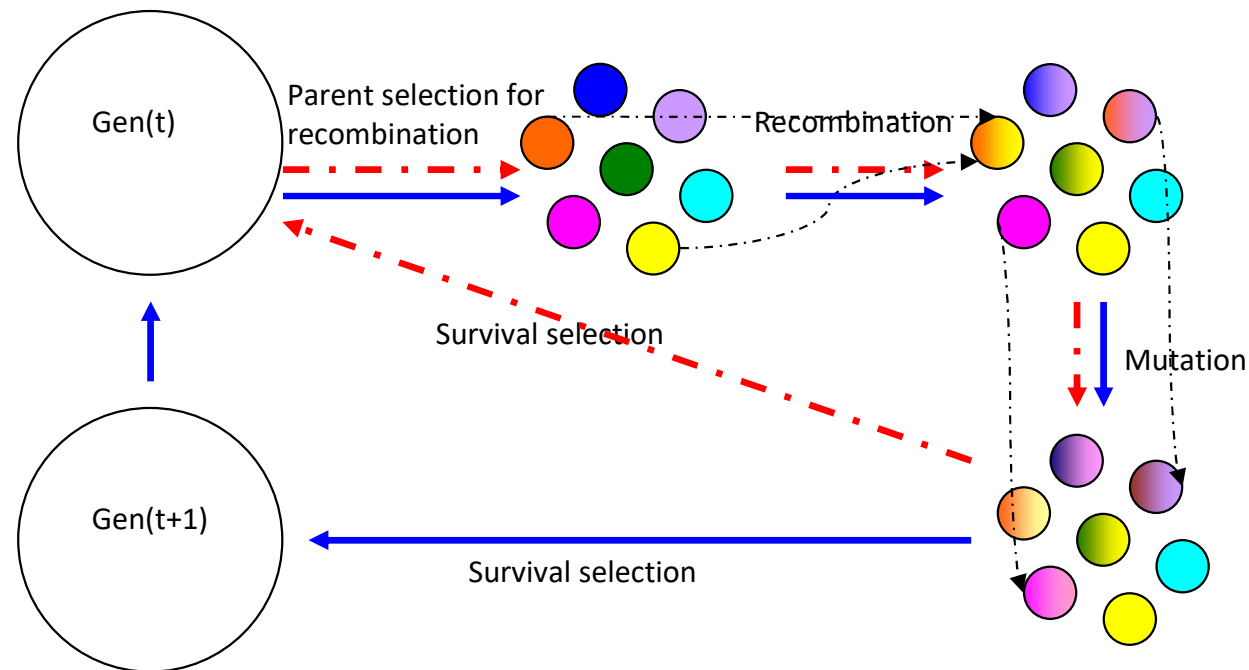 Gen(t)
Parent selection for
recombination
Recombination
Survival selection
Mutation
Gen(t+1)
Survival selection